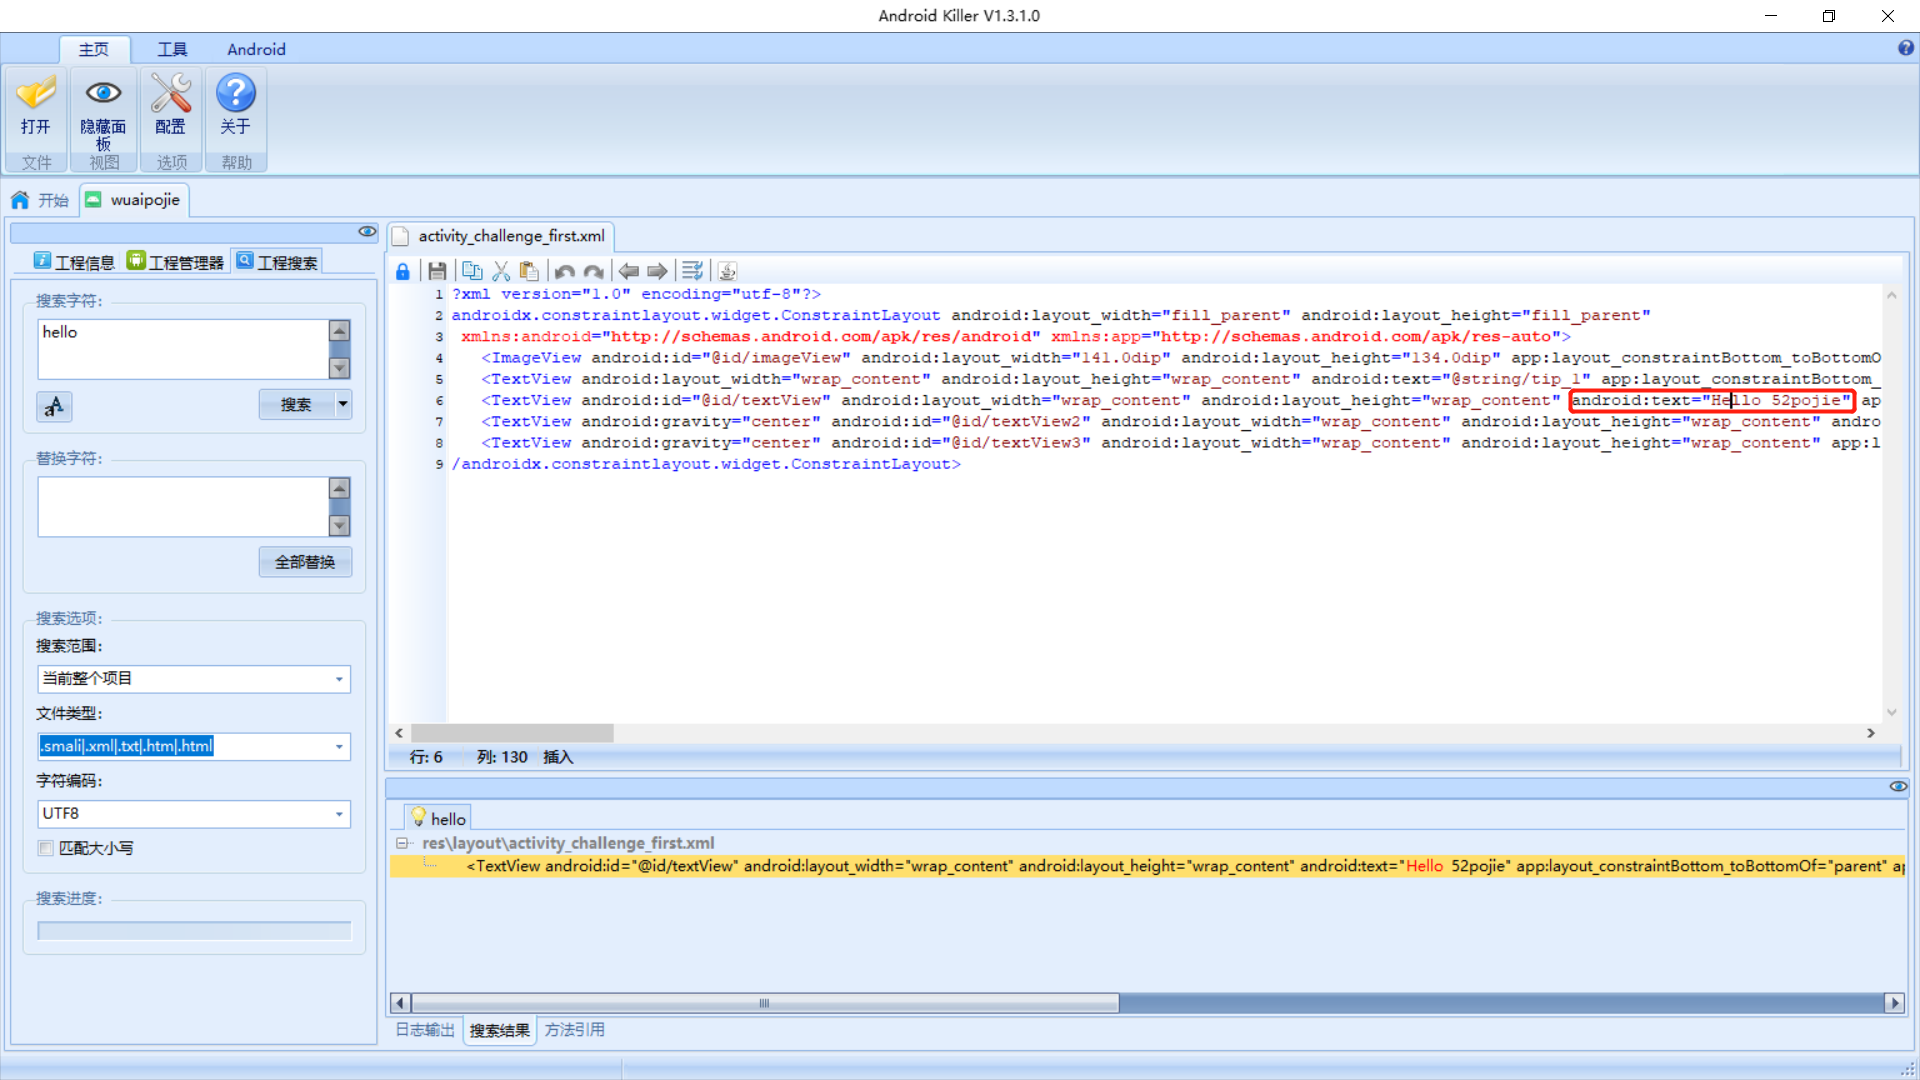 Android Killer V1.3.1.0
主页 工具 Android
打开 隐藏面板 配置 关于
文件 视图 选项 帮助
开始 wuaipojie
工程信息 工程管理器 工程搜索
搜索字符:
hello
搜索
替换字符:
全部替换
搜索选项:
搜索范围:
当前整个项目
文件类型:
.smali|.xml|.txt|.htm|.html
字符编码:
UTF8
匹配大小写
搜索进度:
activity_challenge_first.xml
1 ?xml version="1.0" encoding="utf-8"?>
2 androidx.constraintlayout.widget.ConstraintLayout android:layout_width="fill_parent" android:layout_height="fill_parent"
3 xmlns:android="http://schemas.android.com/apk/res/android" xmlns:app="http://schemas.android.com/apk/res-auto">
4 <ImageView android:id="@id/imageView" android:layout_width="141.0dip" android:layout_height="134.0dip" app:layout_constraintBottom_toBottomO
5 <TextView android:layout_width="wrap_content" android:layout_height="wrap_content" android:text="@string/tip_1" app:layout_constraintBottom_
6 <TextView android:id="@id/textView" android:layout_width="wrap_content" android:layout_height="wrap_content" android:text="Hello 52pojie" ap
7 <TextView android:gravity="center" android:id="@id/textView2" android:layout_width="wrap_content" android:layout_height="wrap_content" andro
8 <TextView android:gravity="center" android:id="@id/textView3" android:layout_width="wrap_content" android:layout_height="wrap_content" app:l
9 /androidx.constraintlayout.widget.ConstraintLayout>
行: 6 列: 130 插入
hello
res\layout\activity_challenge_first.xml
<TextView android:id="@id/textView" android:layout_width="wrap_content" android:layout_height="wrap_content" android:text="Hello 52pojie" app:layout_constraintBottom_toBottomOf="parent" ap
日志输出 搜索结果 方法引用